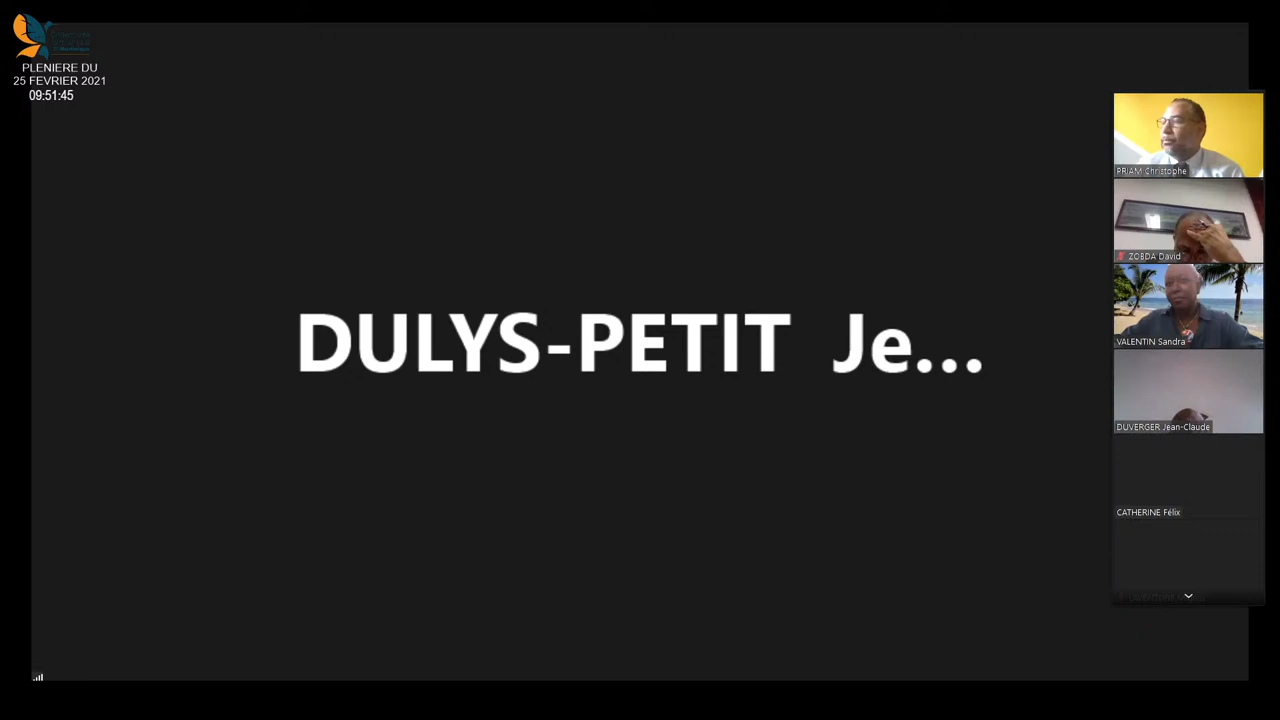 PLENIERE DU
25 FEVRIER 2021
09:51:45
DULYS-PETIT Je...
PRIAM Christophe
ZOBDA David
VALENTIN Sandra
DUVERGER Jean-Claude
CATHERINE Félix